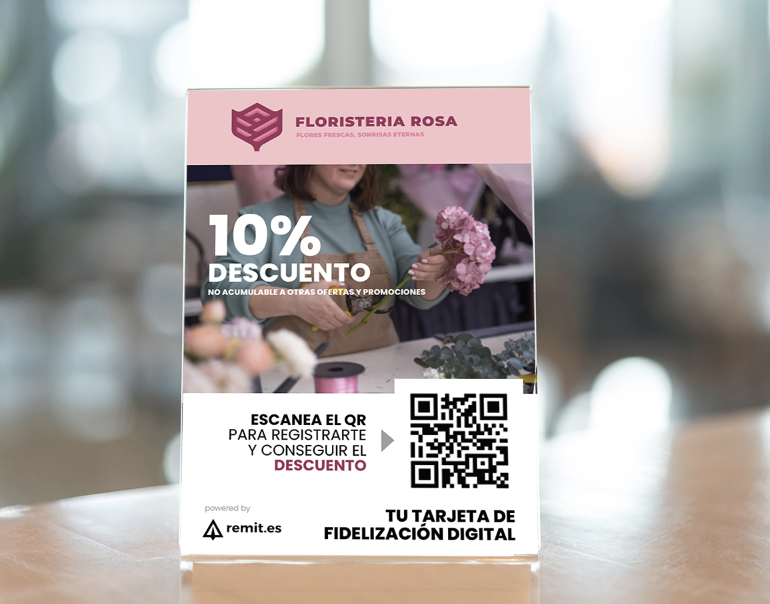 FLORISTERIA ROSA
FLORES FRESCAS, SONRISAS ETERNAS
10%
DESCUENTO
NO ACUMULABLE A OTRAS OFERTAS Y PROMOCIONES
ESCANEA EL QR
PARA REGISTRARTE
Y CONSEGUIR EL
DESCUENTO
powered by
remit.es
TU TARJETA DE
FIDELIZACIÓN DIGITAL